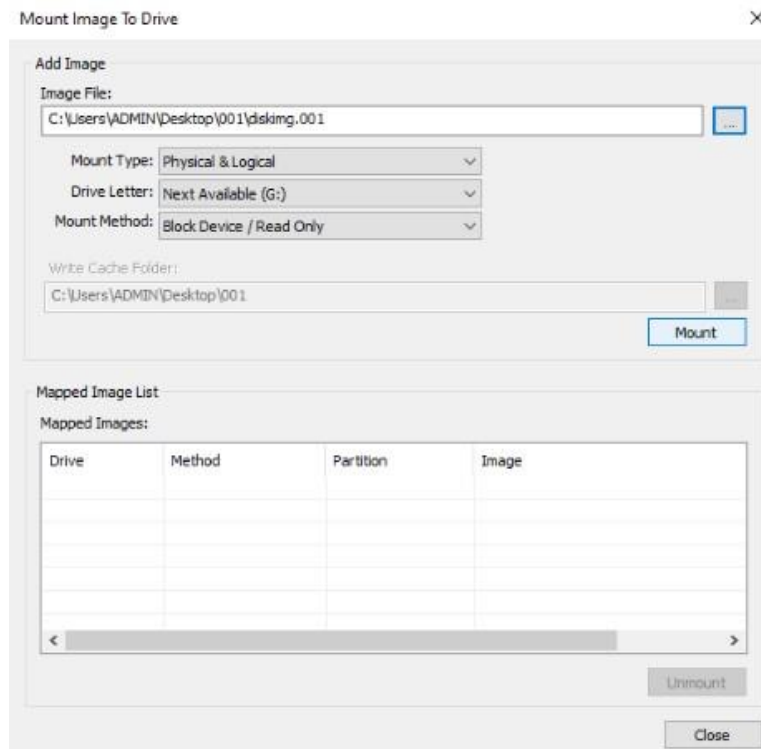 Mount Image To Drive
Add Image
Image File:
C:\Users\ADMIN\Desktop\001\diskimg.001
...
Mount Type: Physical & Logical
Drive Letter: Next Available (G:)
Mount Method: Block Device / Read Only
Write Cache Folder:
C:\Users\ADMIN\Desktop\001
...
Mount
Mapped Image List
Mapped Images:
Drive Method Partition Image
Unmount
Close